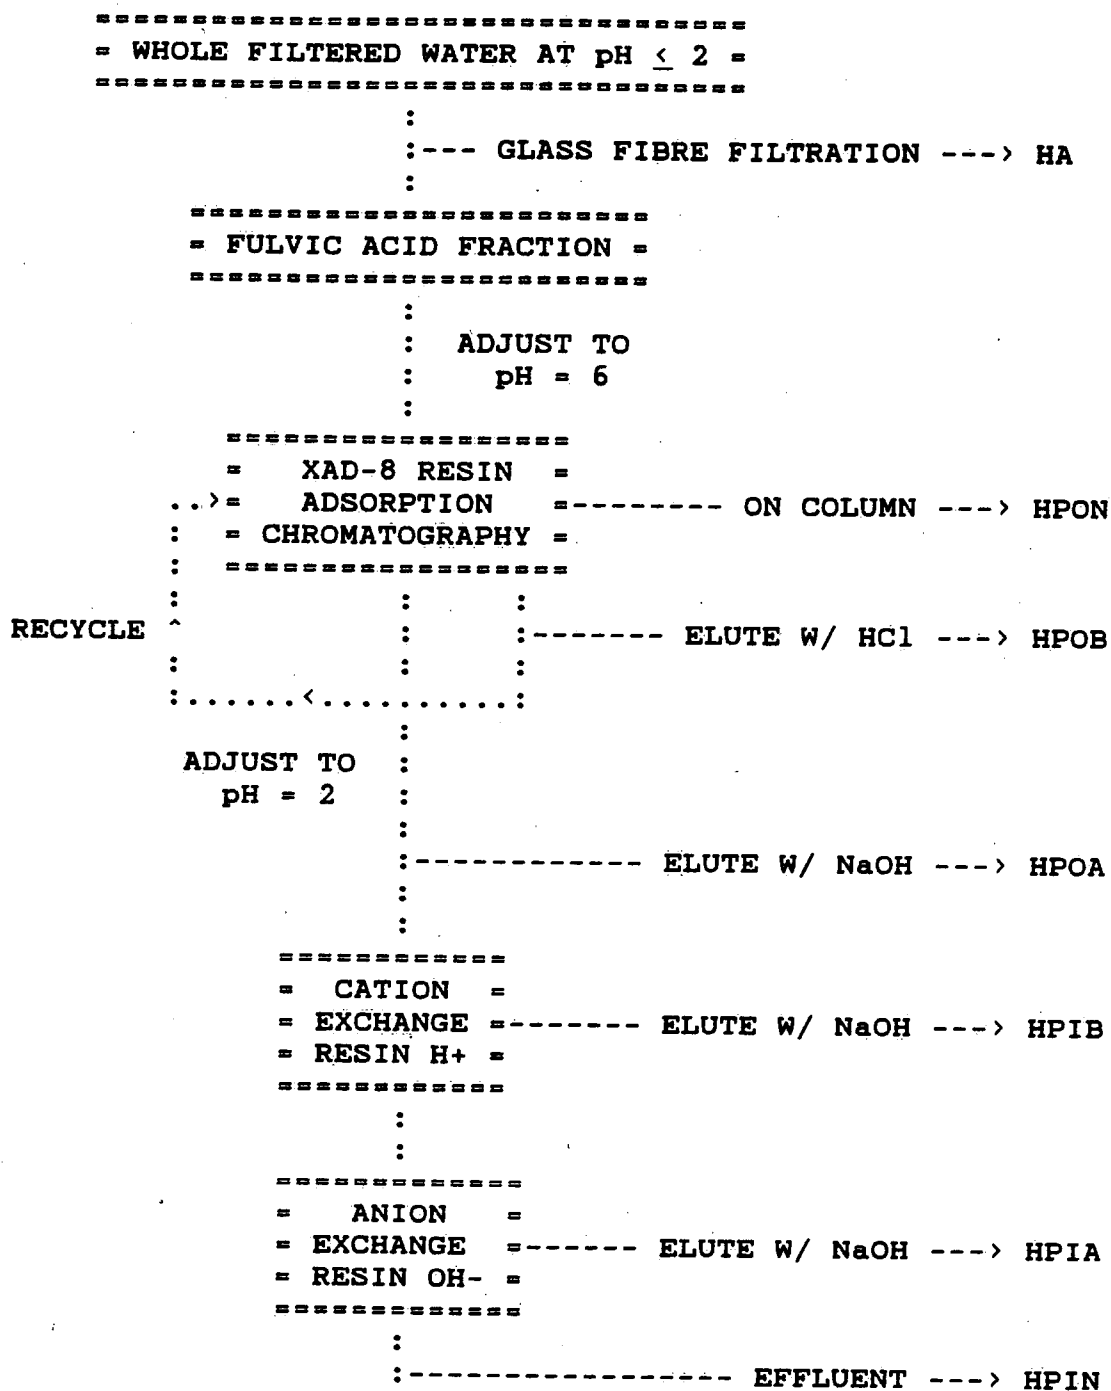 = WHOLE FILTERED WATER AT pH ≤ 2 =
:--- GLASS FIBRE FILTRATION ---> HA
= FULVIC ACID FRACTION =
ADJUST TO
pH = 6
= XAD-8 RESIN =
..>= ADSORPTION =-------- ON COLUMN ---> HPON
= CHROMATOGRAPHY =
RECYCLE ^ :------- ELUTE W/ HCl ---> HPOB
:......<..........:
ADJUST TO
pH = 2
:------------ ELUTE W/ NaOH ---> HPOA
= CATION =
= EXCHANGE =------- ELUTE W/ NaOH ---> HPIB
= RESIN H+ =
= ANION =
= EXCHANGE =------ ELUTE W/ NaOH ---> HPIA
= RESIN OH- =
:----------------- EFFLUENT ---> HPIN